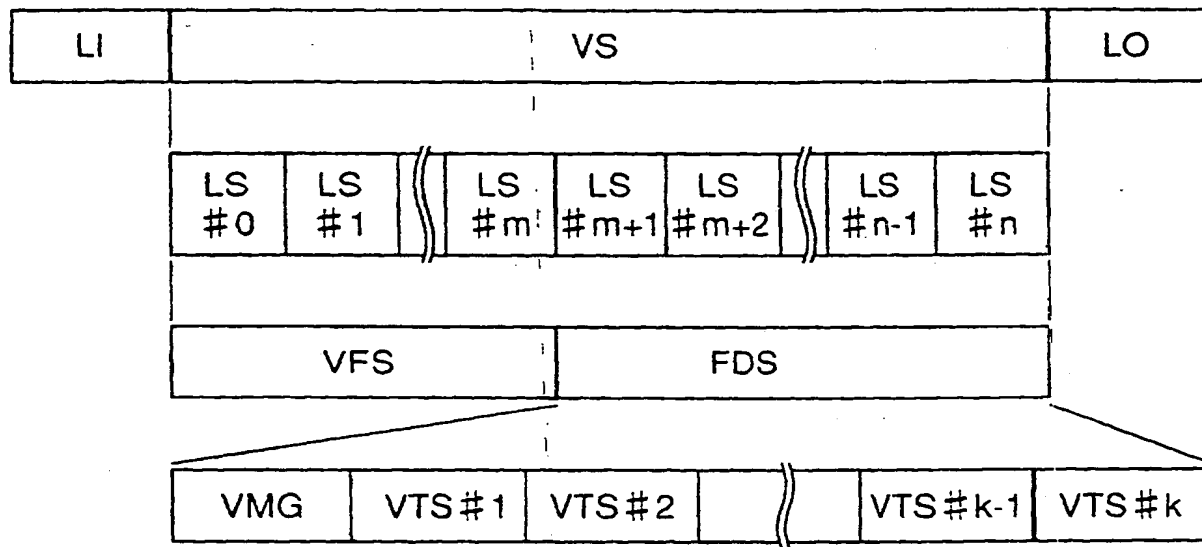 LI VS LO
LS LS LS LS LS LS LS
#0 #1 #m #m+1 #m+2 #n-1 #n
VFS FDS
VMG VTS#1 VTS#2 VTS#k-1 VTS#k